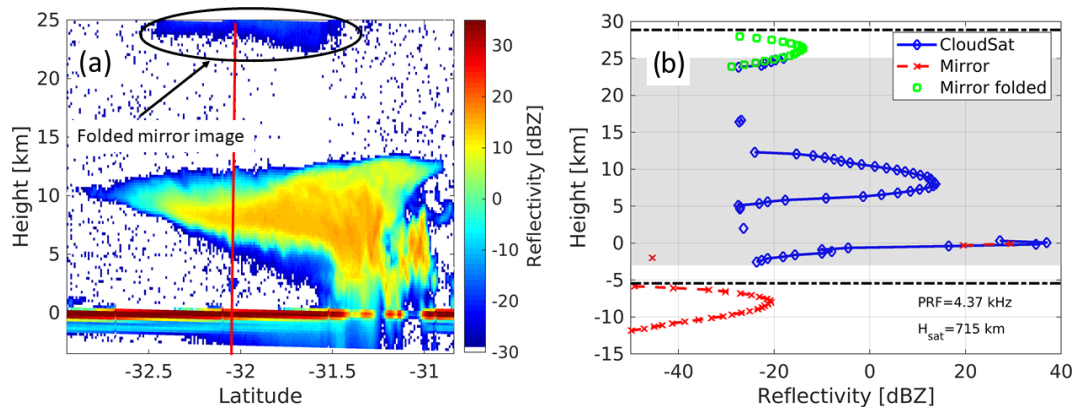 (a)
25
20
15
10
5
0
Height [km]
Folded mirror image
-32.5
-32
-31.5
-31
Latitude
30
20
10
0
-10
-20
-30
Reflectivity [dBZ]
(b)
30
25
20
15
10
5
0
-5
-10
-15
Height [km]
CloudSat
Mirror
Mirror folded
PRF=4.37 kHz
Hsat=715 km
-40
-20
0
20
40
Reflectivity [dBZ]